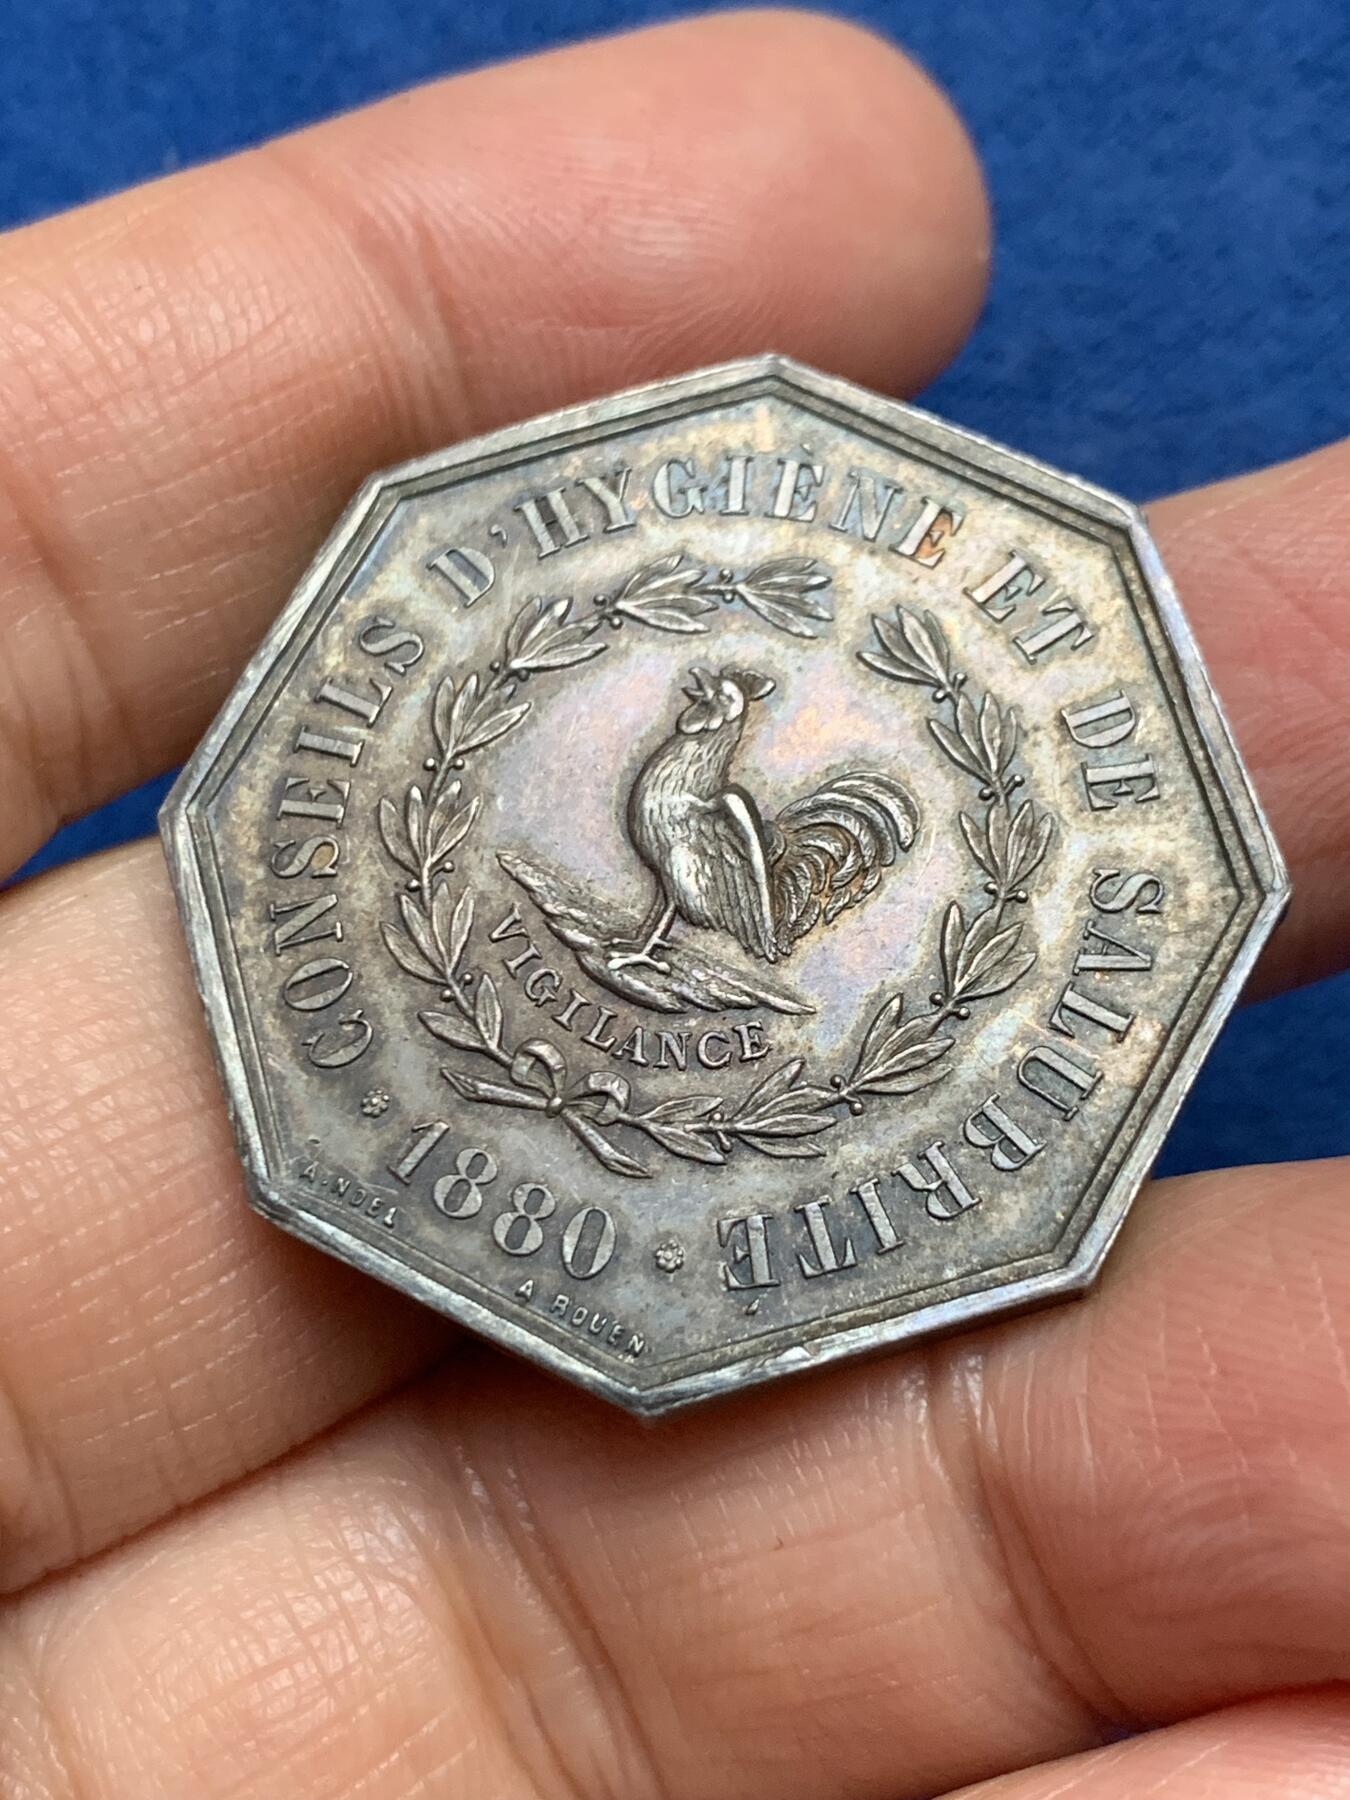 CONSEILS D'HYGIÈNE ET DE SALUBRITÉ
VIGILANCE
1880
A. NOEL
A ROUEN